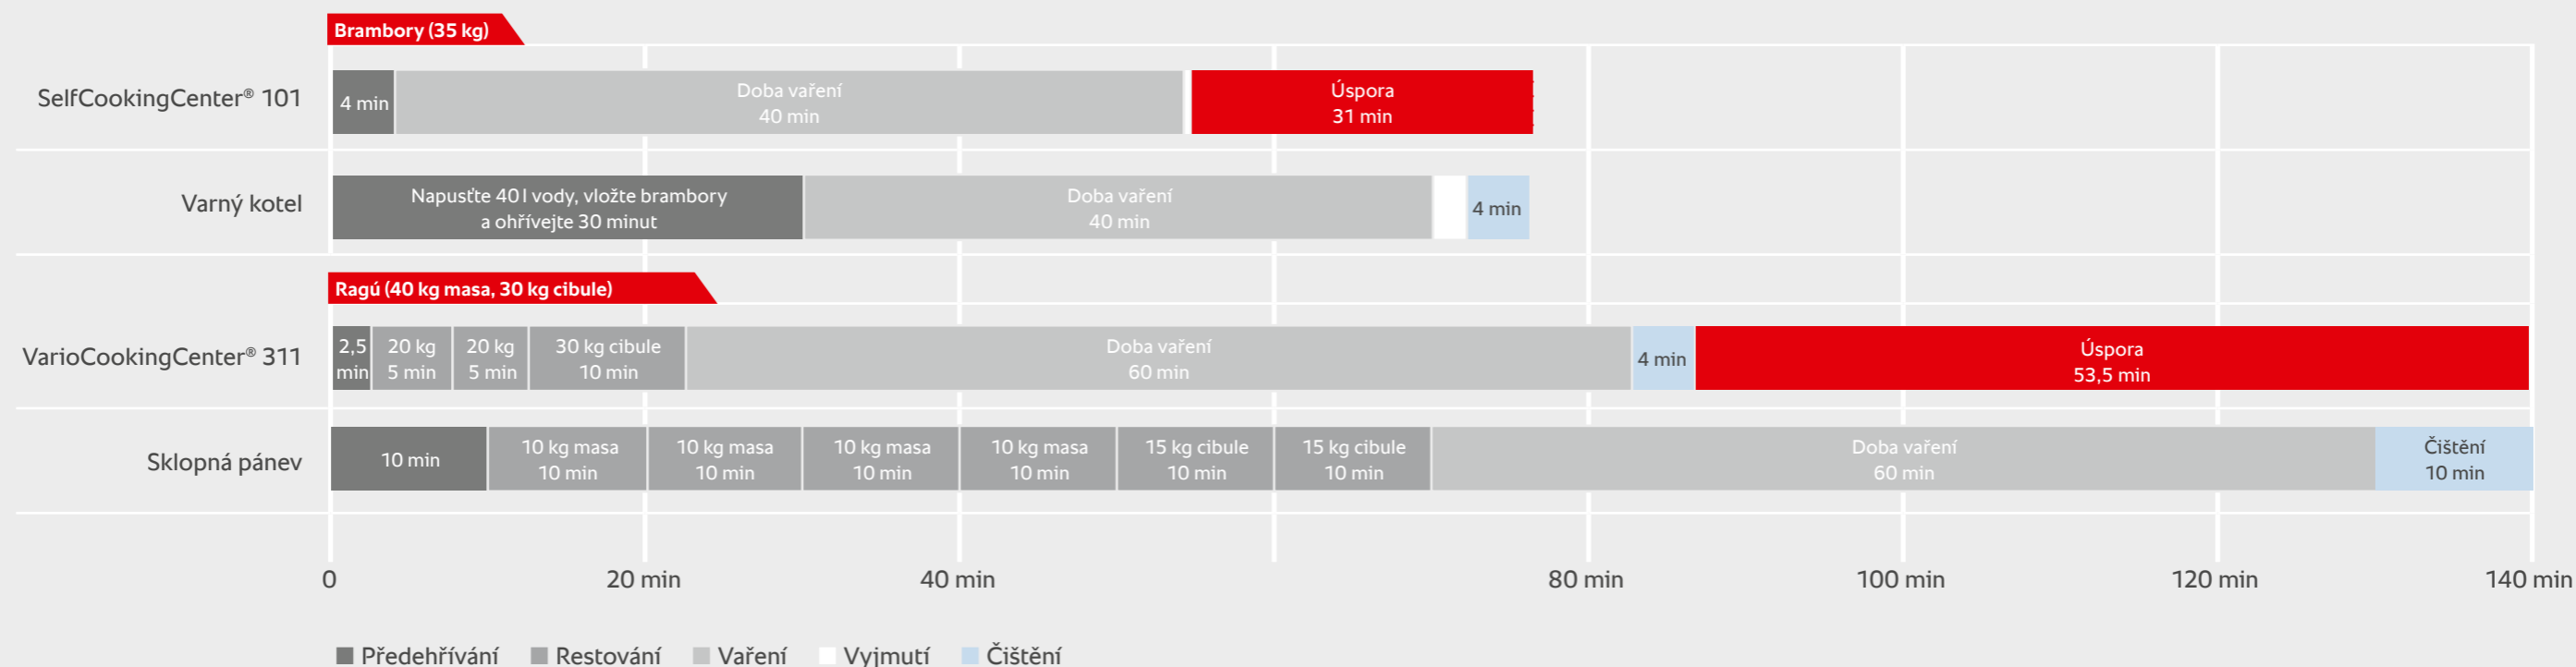 Brambory (35 kg)
SelfCookingCenter® 101
4 min
Doba vaření
40 min
Úspora
31 min
Varný kotel
Napusťte 40 l vody, vložte brambory
a ohřívejte 30 minut
Doba vaření
40 min
4 min
Ragú (40 kg masa, 30 kg cibule)
VarioCookingCenter® 311
2,5
min
20 kg
5 min
20 kg
5 min
30 kg cibule
10 min
Doba vaření
60 min
4 min
Úspora
53,5 min
Sklopná pánev
10 min
10 kg masa
10 min
10 kg masa
10 min
10 kg masa
10 min
10 kg masa
10 min
15 kg cibule
10 min
15 kg cibule
10 min
Doba vaření
60 min
Čištění
10 min
0
20 min
40 min
80 min
100 min
120 min
140 min
Předehřívání
Restování
Vaření
Vyjmutí
Čištění